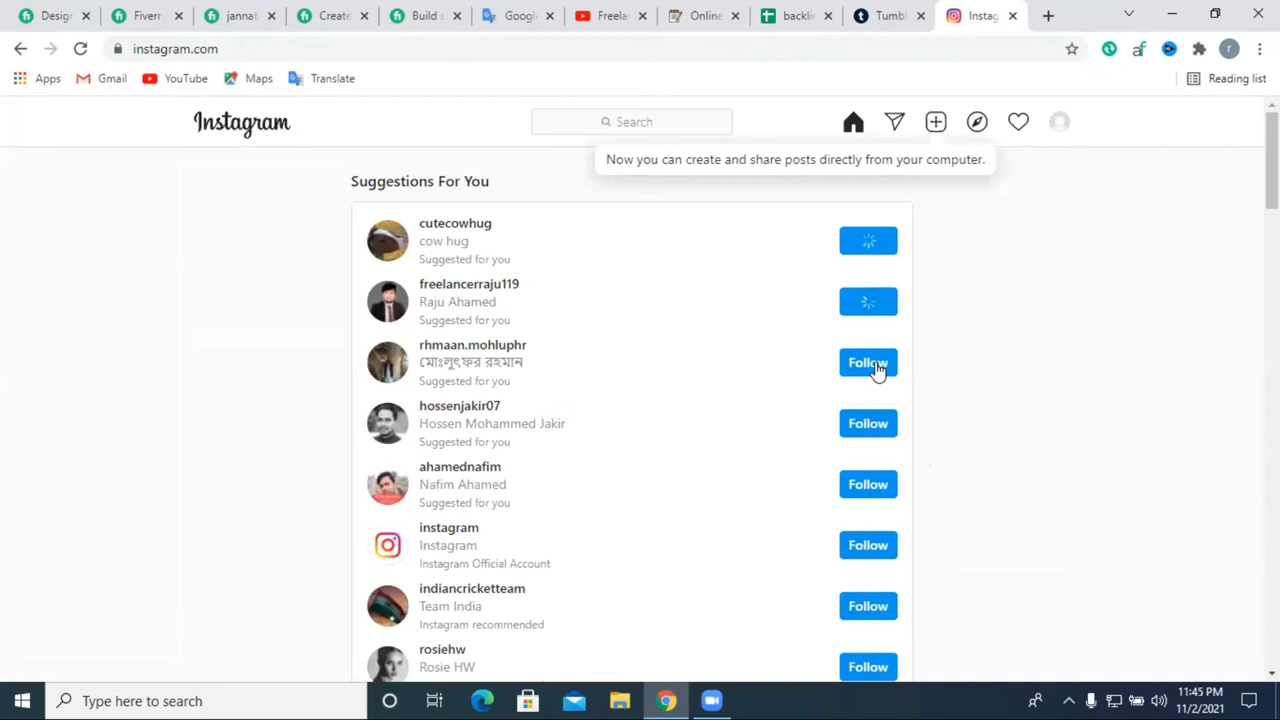 Design
Fiverr
jannat
Create
Build s
Google
Freela
Online
backli
Tumbl
Instag
instagram.com
r
Apps
Gmail
YouTube
Maps
Translate
Reading list
Instagram
Search
Now you can create and share posts directly from your computer.
Suggestions For You
cutecowhug
cow hug
Suggested for you
freelancerraju119
Raju Ahamed
Suggested for you
rhmaan.mohluphr
মোঃলুৎফর রহমান
Suggested for you
Follow
hossenjakir07
Hossen Mohammed Jakir
Suggested for you
Follow
ahamednafim
Nafim Ahamed
Suggested for you
Follow
instagram
Instagram
Instagram Official Account
Follow
indiancricketteam
Team India
Instagram recommended
Follow
rosiehw
Rosie HW
Follow
Type here to search
11:45 PM
11/2/2021